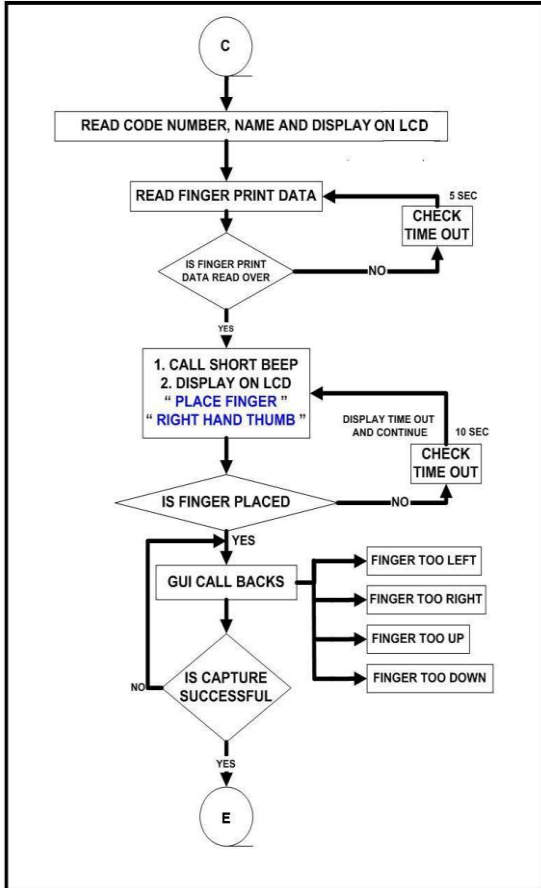 C
READ CODE NUMBER, NAME AND DISPLAY ON LCD
READ FINGER PRINT DATA
5 SEC
CHECK
TIME OUT
IS FINGER PRINT
DATA READ OVER
NO
YES
1. CALL SHORT BEEP
2. DISPLAY ON LCD
“ PLACE FINGER ”
“ RIGHT HAND THUMB ”
DISPLAY TIME OUT
AND CONTINUE
10 SEC
CHECK
TIME OUT
IS FINGER PLACED
NO
YES
GUI CALL BACKS
FINGER TOO LEFT
FINGER TOO RIGHT
FINGER TOO UP
FINGER TOO DOWN
IS CAPTURE
SUCCESSFUL
NO
YES
E